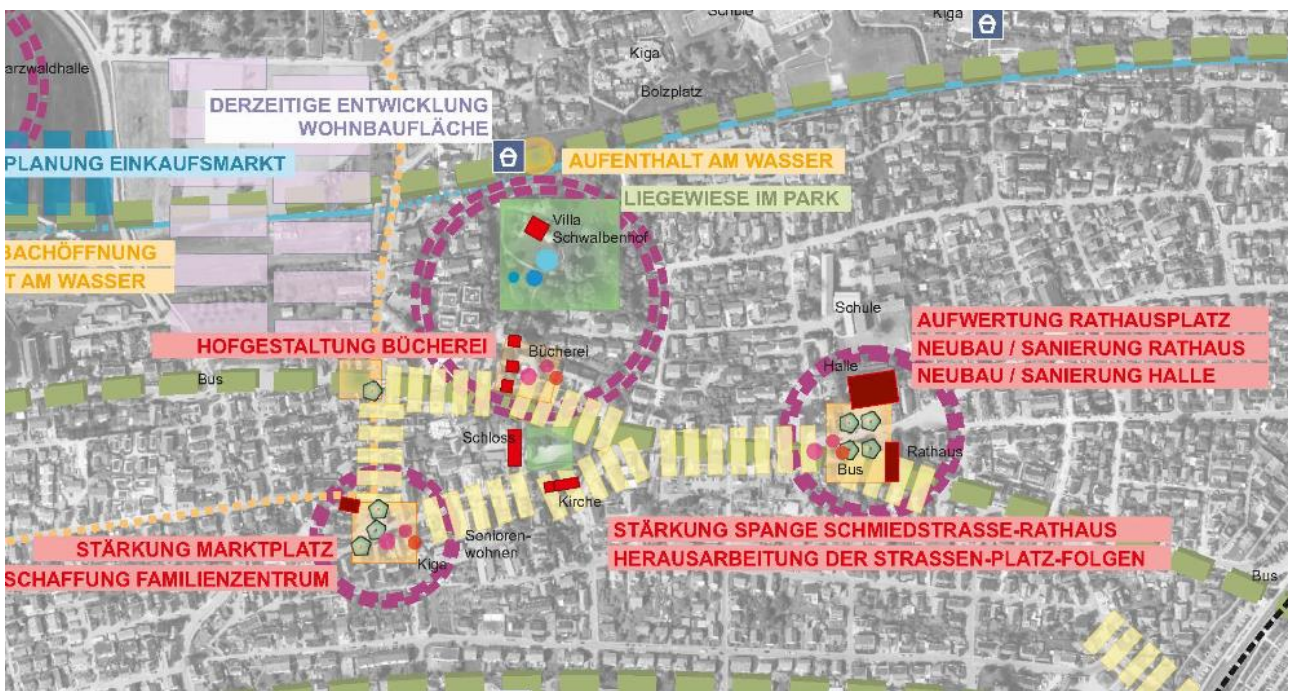 Schule
Kiga
Kiga
arzwaldhalle
Bolzplatz
DERZEITIGE ENTWICKLUNG
WOHNBAUFLÄCHE
PLANUNG EINKAUFSMARKT
AUFENTHALT AM WASSER
LIEGEWIESE IM PARK
Villa
Schwalbenhof
BACHÖFFNUNG
T AM WASSER
Schule
AUFWERTUNG RATHAUSPLATZ
NEUBAU / SANIERUNG RATHAUS
NEUBAU / SANIERUNG HALLE
HOFGESTALTUNG BÜCHEREI
Bücherei
Halle
Bus
Schloss
Rathaus
Bus
Kirche
Senioren-
wohnen
STÄRKUNG SPANGE SCHMIEDSTRASSE-RATHAUS
HERAUSARBEITUNG DER STRASSEN-PLATZ-FOLGEN
STÄRKUNG MARKTPLATZ
Kiga
SCHAFFUNG FAMILIENZENTRUM
Bus